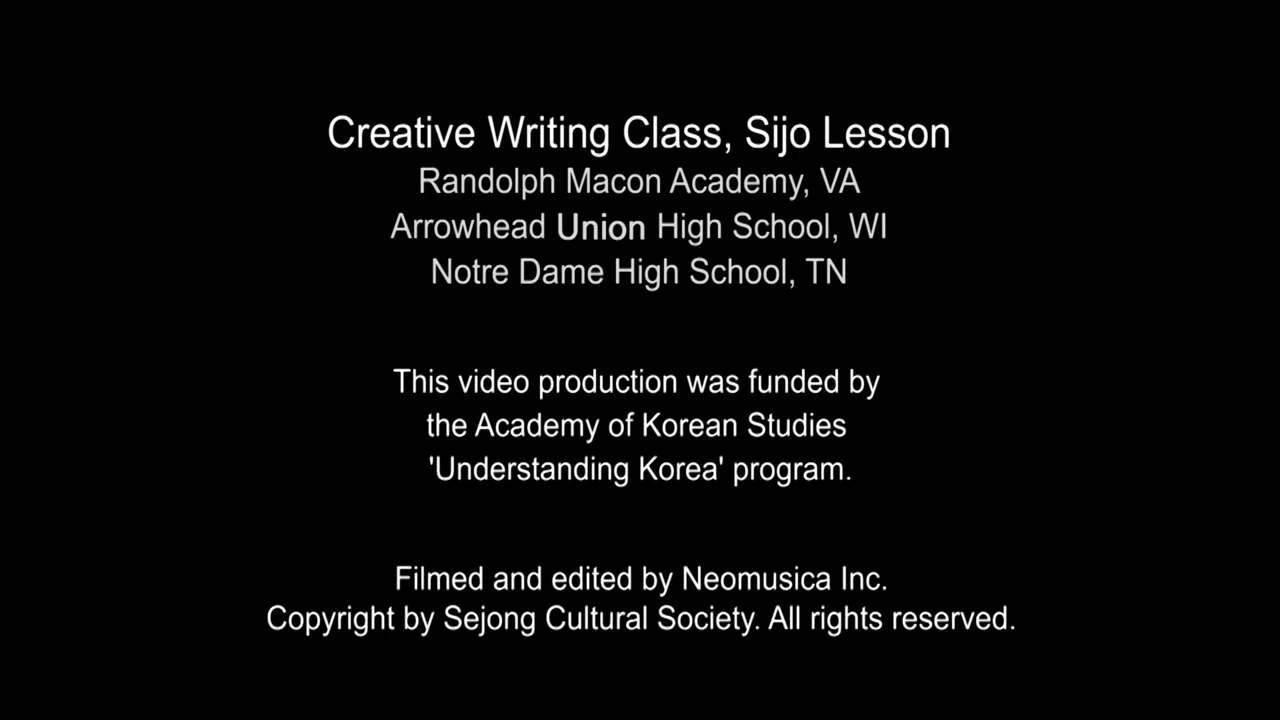 Creative Writing Class, Sijo Lesson
Randolph Macon Academy, VA
Arrowhead Union High School, WI
Notre Dame High School, TN
This video production was funded by
the Academy of Korean Studies
'Understanding Korea' program.
Filmed and edited by Neomusica Inc.
Copyright by Sejong Cultural Society. All rights reserved.